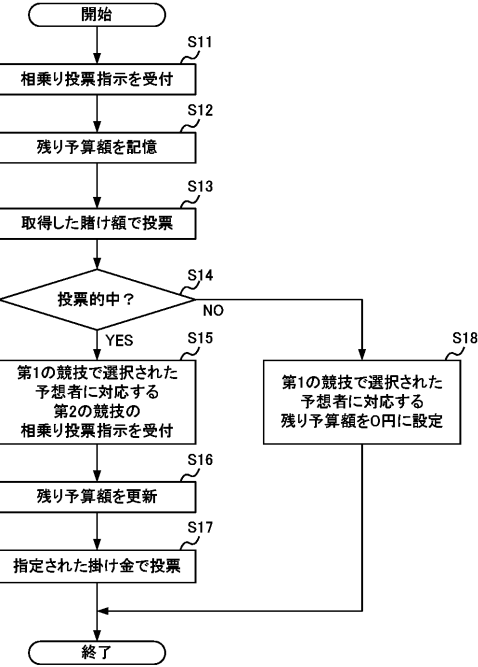 開始
S11
相乗り投票指示を受付
S12
残り予算額を記憶
S13
取得した賭け額で投票
S14
投票的中？
NO
YES
S15
第1の競技で選択された
予想者に対応する
第2の競技の
相乗り投票指示を受付
S18
第1の競技で選択された
予想者に対応する
残り予算額を0円に設定
S16
残り予算額を更新
S17
指定された掛け金で投票
終了